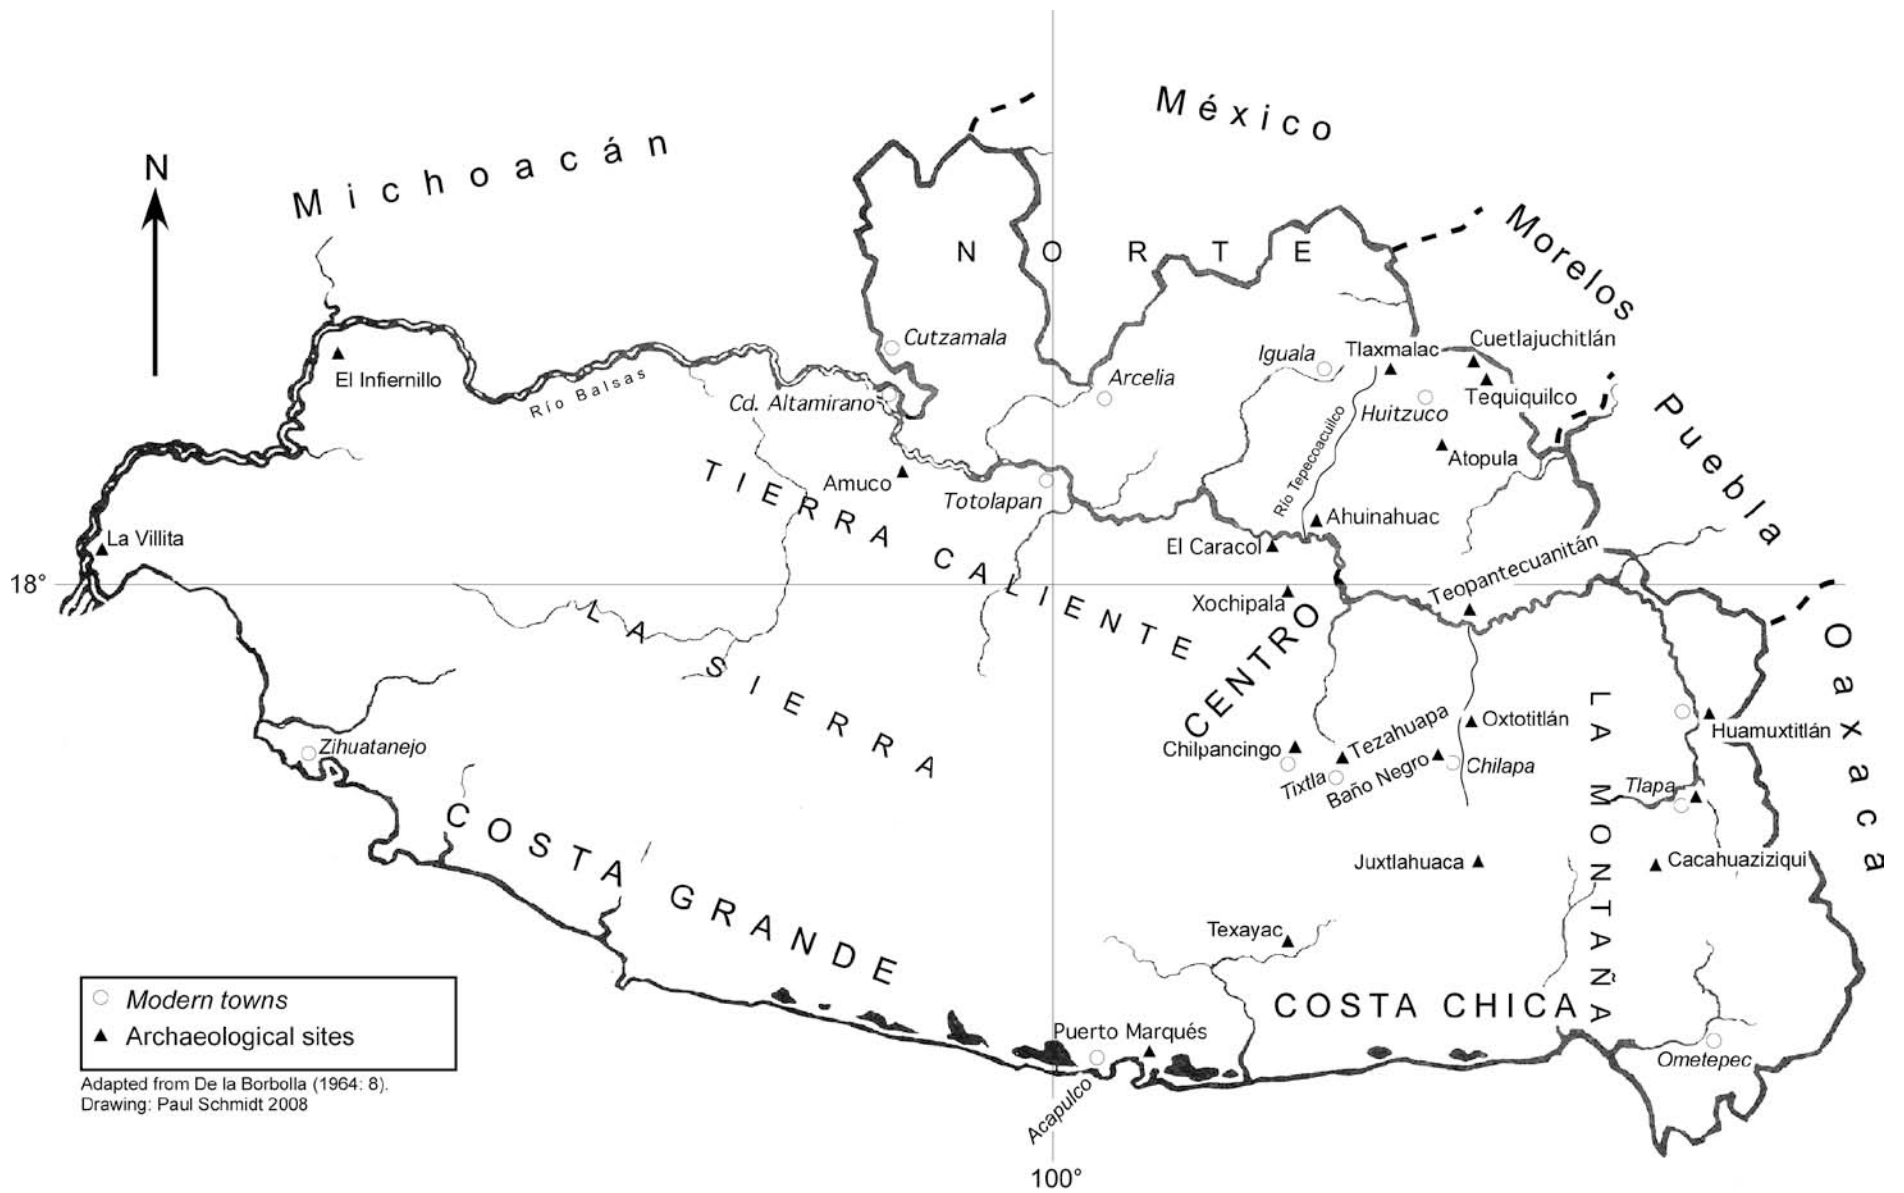 México
Michoacán
N
Morelos
NORTE
Cutzamala
Iguala
Tlaxmalac
Cuetlajuchitlán
El Infiernillo
Río Balsas
Arcelia
Cd. Altamirano
Huitzuco
Tequiquilco
Puebla
Río Tepecoacuilco
Atopula
TIERRA CALIENTE
Amuco
Totolapan
Ahuinahuac
La Villita
El Caracol
18°
Teopantecuanitán
Xochipala
LA SIERRA
CENTRO
Oaxaca
LA MONTAÑA
Zihuatanejo
Chilpancingo
Tezahuapa
Oxtotitlán
Huamuxtitlán
Tixtla
Baño Negro
Chilapa
Tlapa
COSTA GRANDE
Juxtlahuaca
Cacahuaziziqui
Texayac
COSTA CHICA
Puerto Marqués
Acapulco
Ometepec
100°
Modern towns
Archaeological sites
Adapted from De la Borbolla (1964: 8).
Drawing: Paul Schmidt 2008